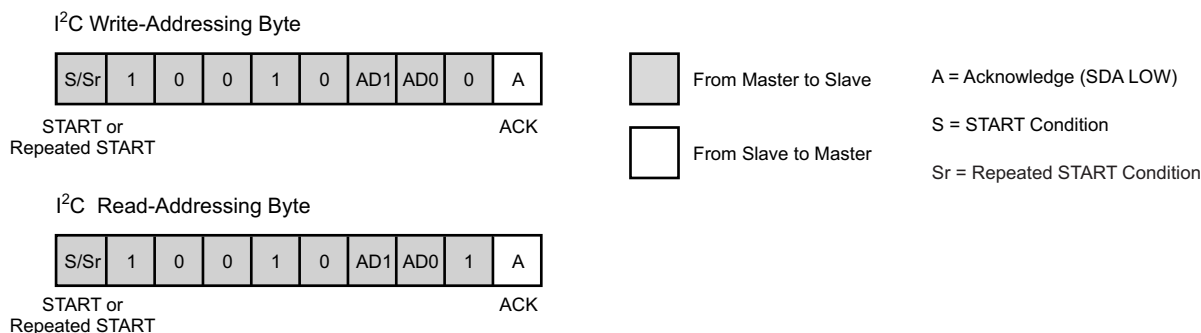 I²C Write-Addressing Byte
S/Sr 1 0 0 1 0 AD1 AD0 0 A
START or
Repeated START
ACK
From Master to Slave
From Slave to Master
A = Acknowledge (SDA LOW)
S = START Condition
Sr = Repeated START Condition
I²C Read-Addressing Byte
S/Sr 1 0 0 1 0 AD1 AD0 1 A
START or
Repeated START
ACK